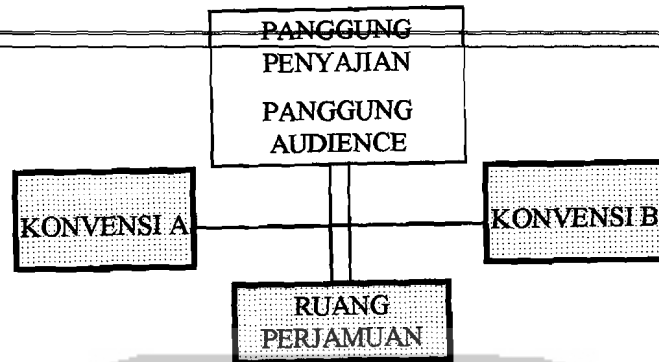 PANGGUNG
PENYAJIAN
PANGGUNG
AUDIENCE
KONVENSI A
KONVENSI B
RUANG
PERJAMUAN